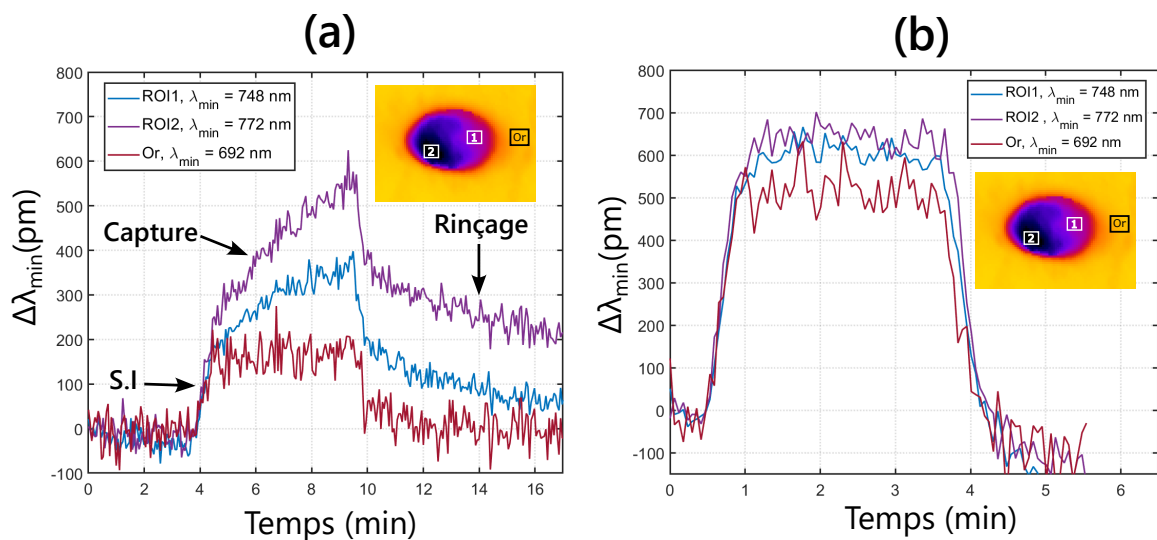 (a)
800
700
600
500
400
300
200
100
0
-100
Δλmin(pm)
ROI1, λmin = 748 nm
ROI2, λmin = 772 nm
Or, λmin = 692 nm
1
2
Or
Capture
Rinçage
S.I
0 2 4 6 8 10 12 14 16
Temps (min)
(b)
800
700
600
500
400
300
200
100
0
-100
Δλmin(pm)
ROI1, λmin = 748 nm
ROI2 , λmin = 772 nm
Or, λmin = 692 nm
1
2
Or
0 1 2 3 4 5 6
Temps (min)